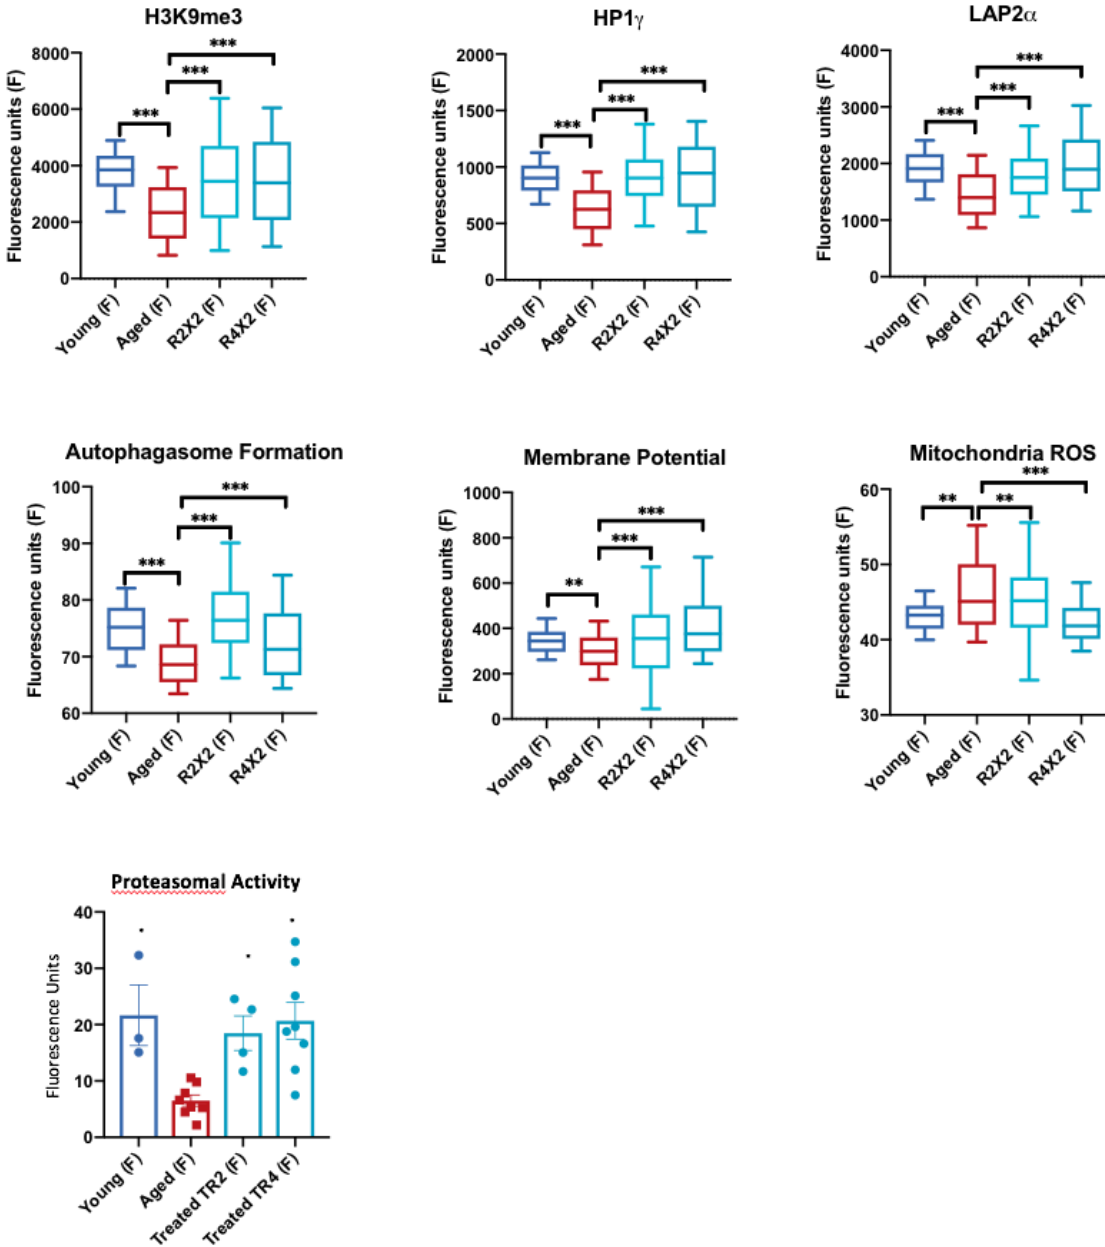 H3K9me3
Fluorescence units (F)
8000
6000
4000
2000
0
***
***
***
Young (F)
Aged (F)
R2X2 (F)
R4X2 (F)
HP1γ
Fluorescence units (F)
2000
1500
1000
500
0
***
***
***
Young (F)
Aged (F)
R2X2 (F)
R4X2 (F)
LAP2α
Fluorescence units (F)
4000
3000
2000
1000
0
***
***
***
Young (F)
Aged (F)
R2X2 (F)
R4X2 (F)
Autophagasome Formation
Fluorescence units (F)
100
90
80
70
60
***
***
***
Young (F)
Aged (F)
R2X2 (F)
R4X2 (F)
Membrane Potential
Fluorescence units (F)
1000
800
600
400
200
0
***
***
**
Young (F)
Aged (F)
R2X2 (F)
R4X2 (F)
Mitochondria ROS
Fluorescence units (F)
60
50
40
30
***
**
**
Young (F)
Aged (F)
R2X2 (F)
R4X2 (F)
Proteasomal Activity
Fluorescence Units
40
30
20
10
0
*
*
*
Young (F)
Aged (F)
Treated TR2 (F)
Treated TR4 (F)